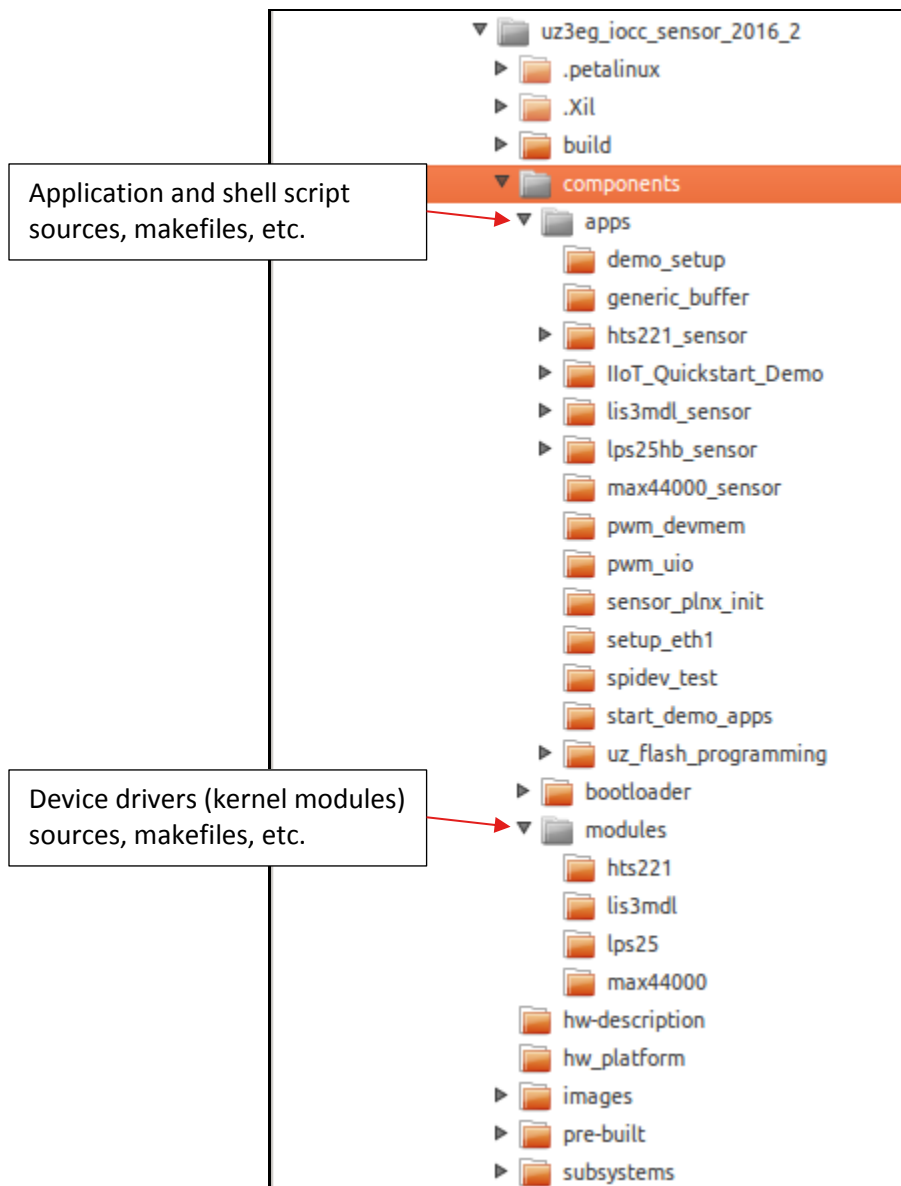 uz3eg_iocc_sensor_2016_2
.petalinux
.Xil
build
components
Application and shell script
sources, makefiles, etc.
apps
demo_setup
generic_buffer
hts221_sensor
IIoT_Quickstart_Demo
lis3mdl_sensor
lps25hb_sensor
max44000_sensor
pwm_devmem
pwm_uio
sensor_plnx_init
setup_eth1
spidev_test
start_demo_apps
uz_flash_programming
bootloader
Device drivers (kernel modules)
sources, makefiles, etc.
modules
hts221
lis3mdl
lps25
max44000
hw-description
hw_platform
images
pre-built
subsystems